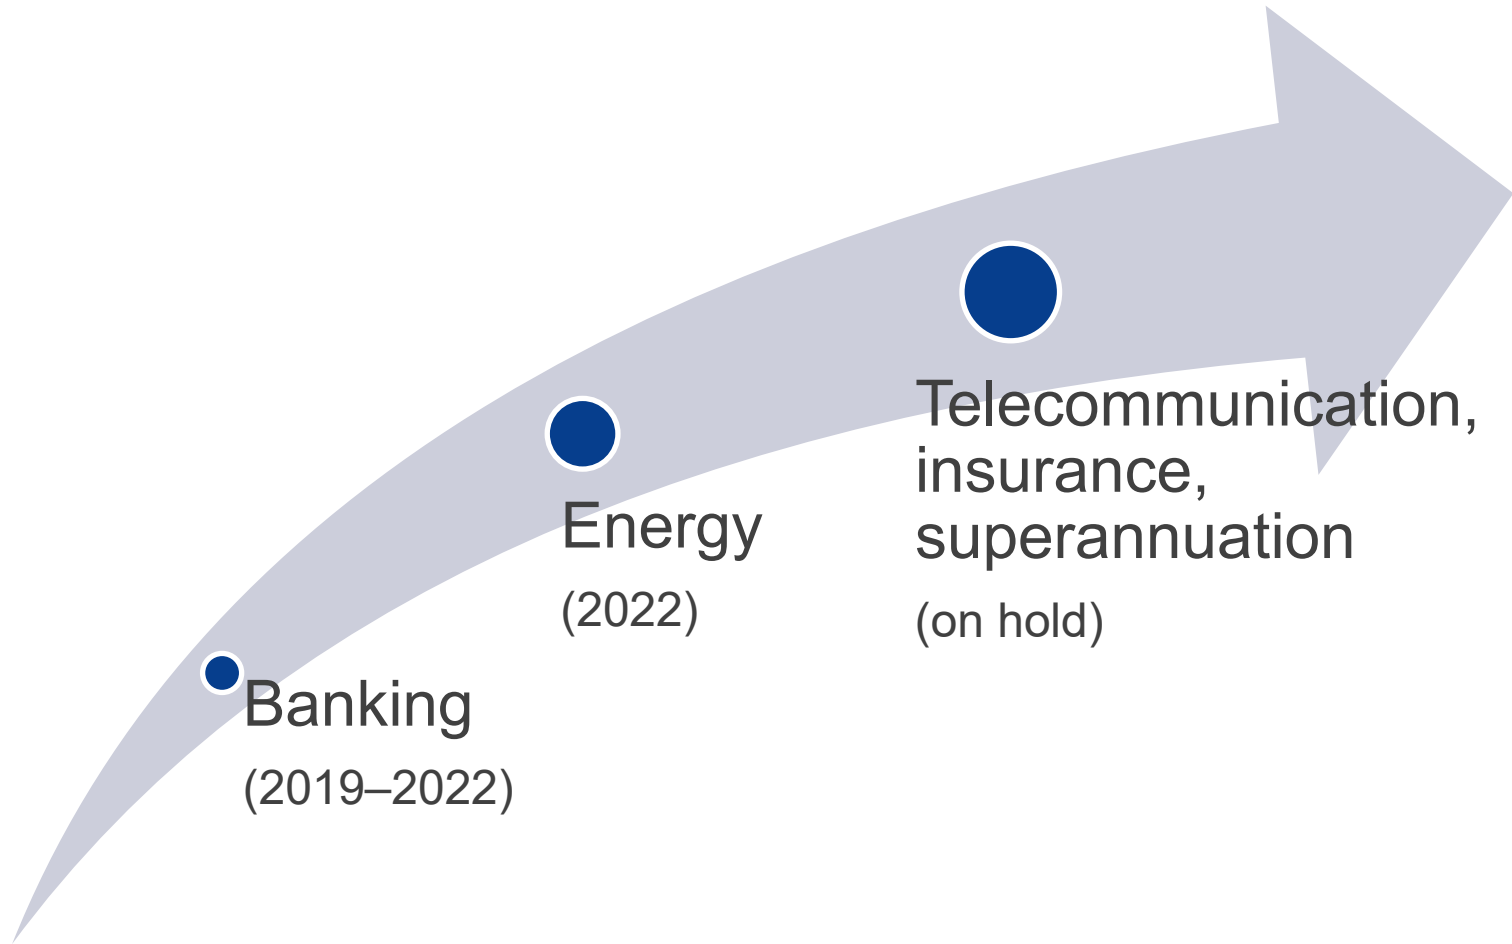 Banking
(2019–2022)
Energy
(2022)
Telecommunication,
insurance,
superannuation
(on hold)